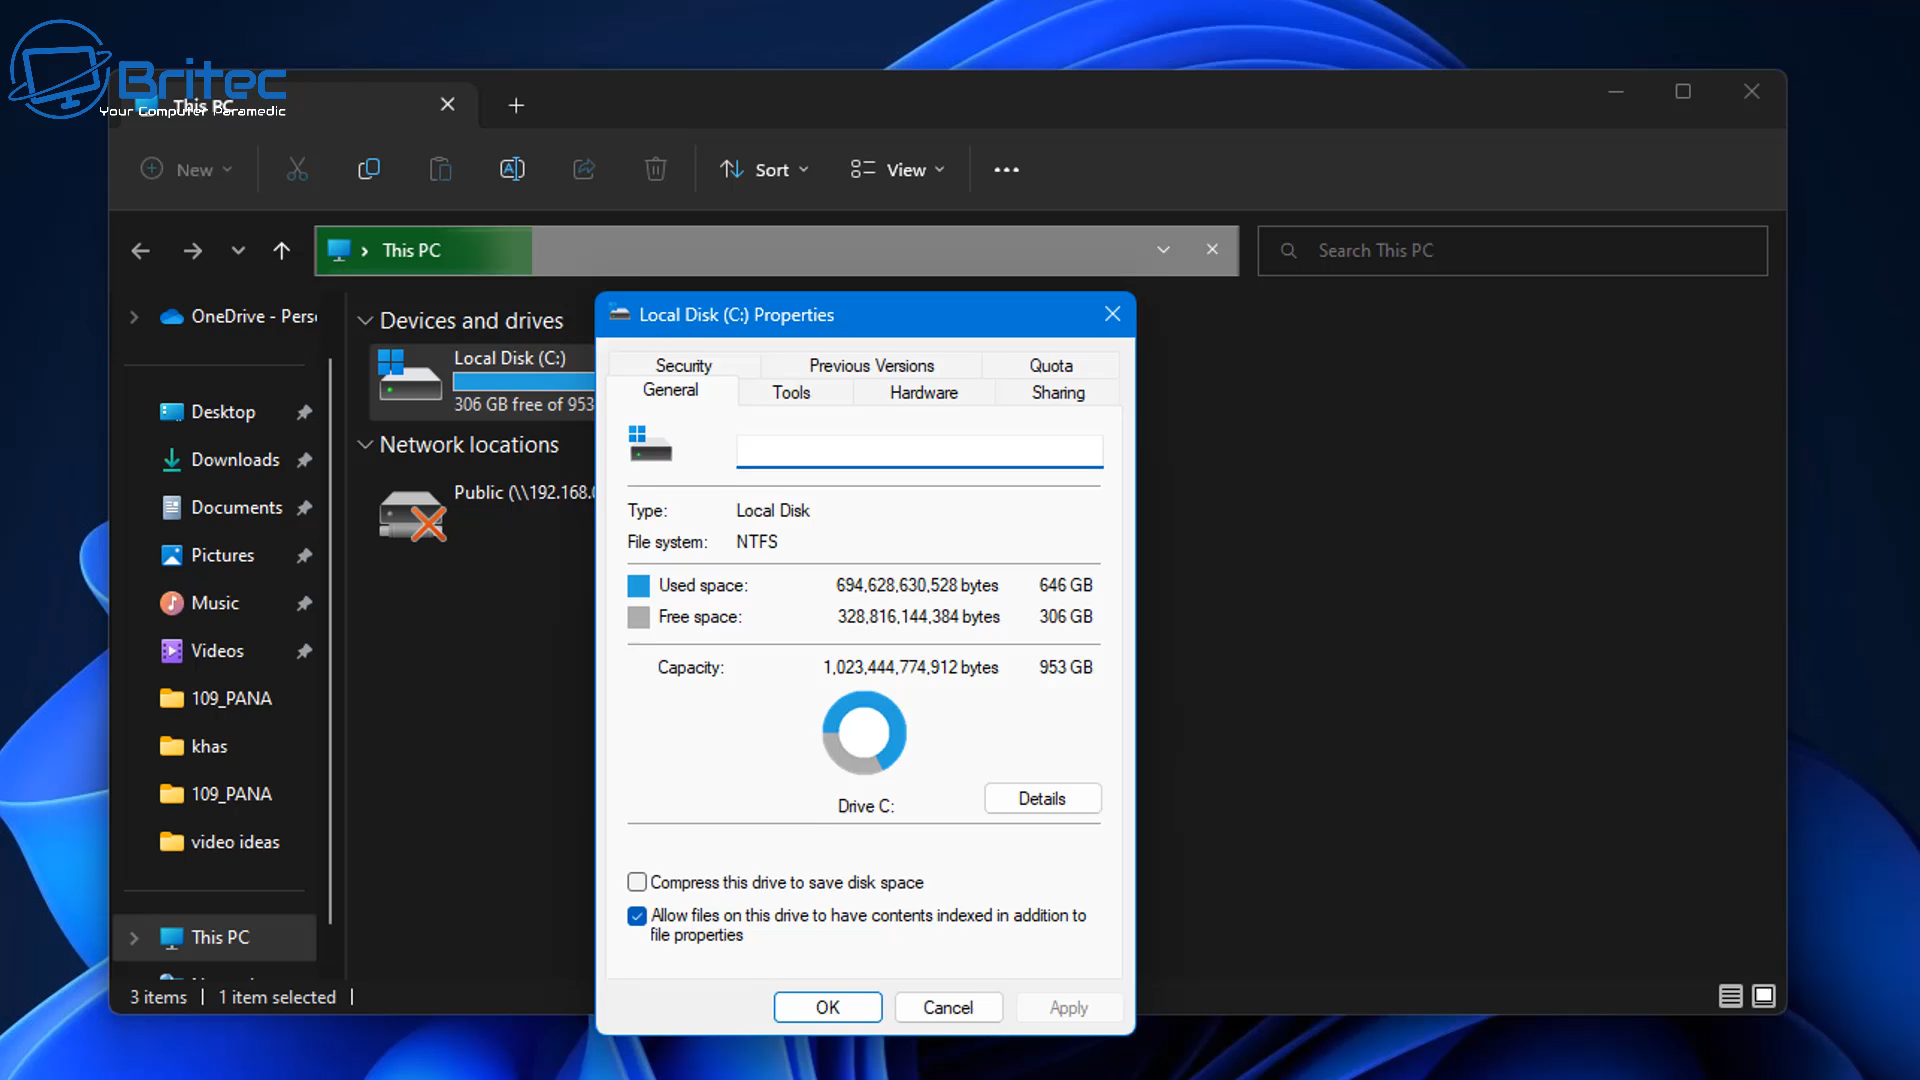 Britec
Your Computer Paramedic
This PC
New
Sort
View
This PC
Search This PC
OneDrive - Pers
Desktop
Downloads
Documents
Pictures
Music
Videos
109_PANA
khas
109_PANA
video ideas
This PC
Devices and drives
Local Disk (C:)
306 GB free of 953
Network locations
Public (\\192.168.
Local Disk (C:) Properties
Security
Previous Versions
Quota
General
Tools
Hardware
Sharing
Type: Local Disk
File system: NTFS
Used space: 694,628,630,528 bytes 646 GB
Free space: 328,816,144,384 bytes 306 GB
Capacity: 1,023,444,774,912 bytes 953 GB
Drive C:
Details
Compress this drive to save disk space
Allow files on this drive to have contents indexed in addition to
file properties
OK
Cancel
Apply
3 items
1 item selected